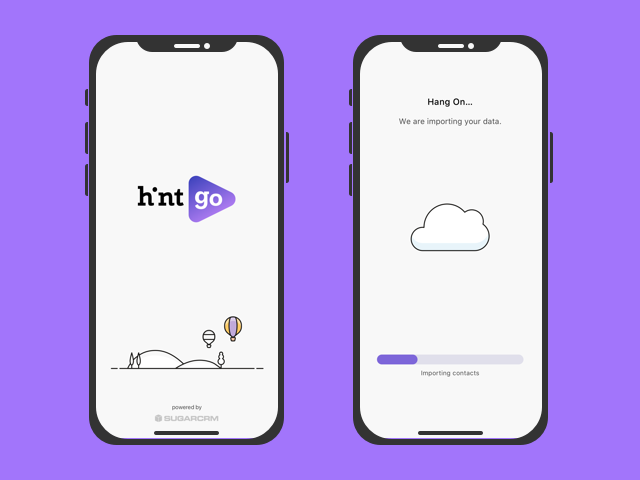 hint go
powered by
SUGARCRM
Hang On...
We are importing your data.
Importing contacts